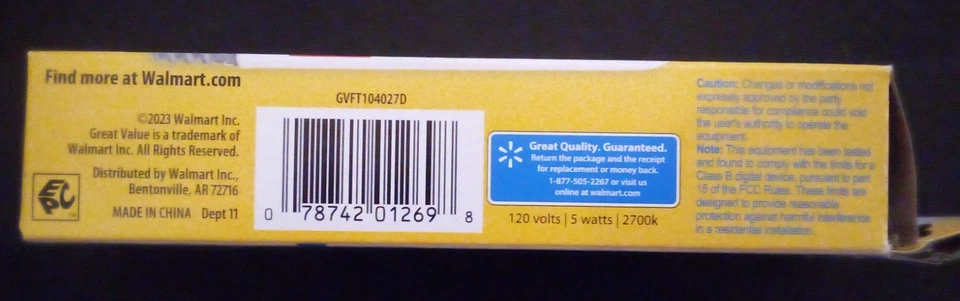 Find more at Walmart.com
©2023 Walmart Inc.
Great Value is a trademark of
Walmart Inc. All Rights Reserved.
Distributed by Walmart Inc.,
Bentonville, AR 72716
EC
PC™
MADE IN CHINA Dept 11
GVFT104027D
0 78742 01269 8
Great Quality. Guaranteed.
Return the package and the receipt
for replacement or money back.
1-877-505-2267 or visit us
online at walmart.com
120 volts | 5 watts | 2700k
Caution: Changes or modifications not
expressly approved by the party
responsible for compliance could void
the user's authority to operate the
equipment.
Note: This equipment has been tested
and found to comply with the limits for a
Class B digital device, pursuant to part
15 of the FCC Rules. These limits are
designed to provide reasonable
protection against harmful interference
in a residential installation.